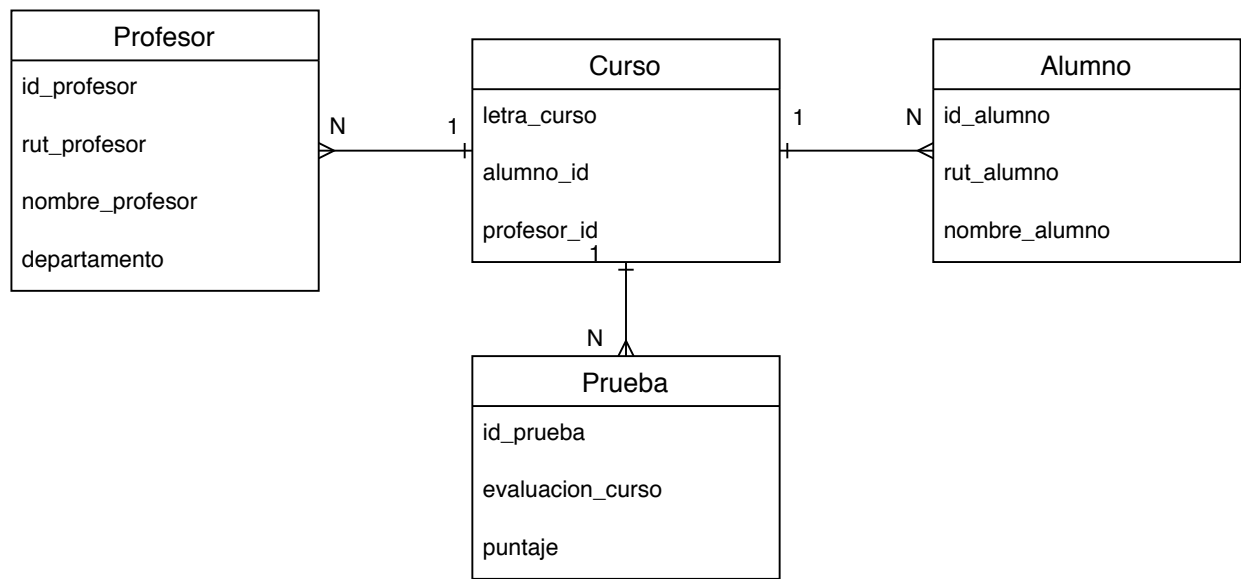 Profesor
id_profesor
rut_profesor
nombre_profesor
departamento
N
1
Curso
letra_curso
alumno_id
profesor_id
1
N
Alumno
id_alumno
rut_alumno
nombre_alumno
1
N
Prueba
id_prueba
evaluacion_curso
puntaje